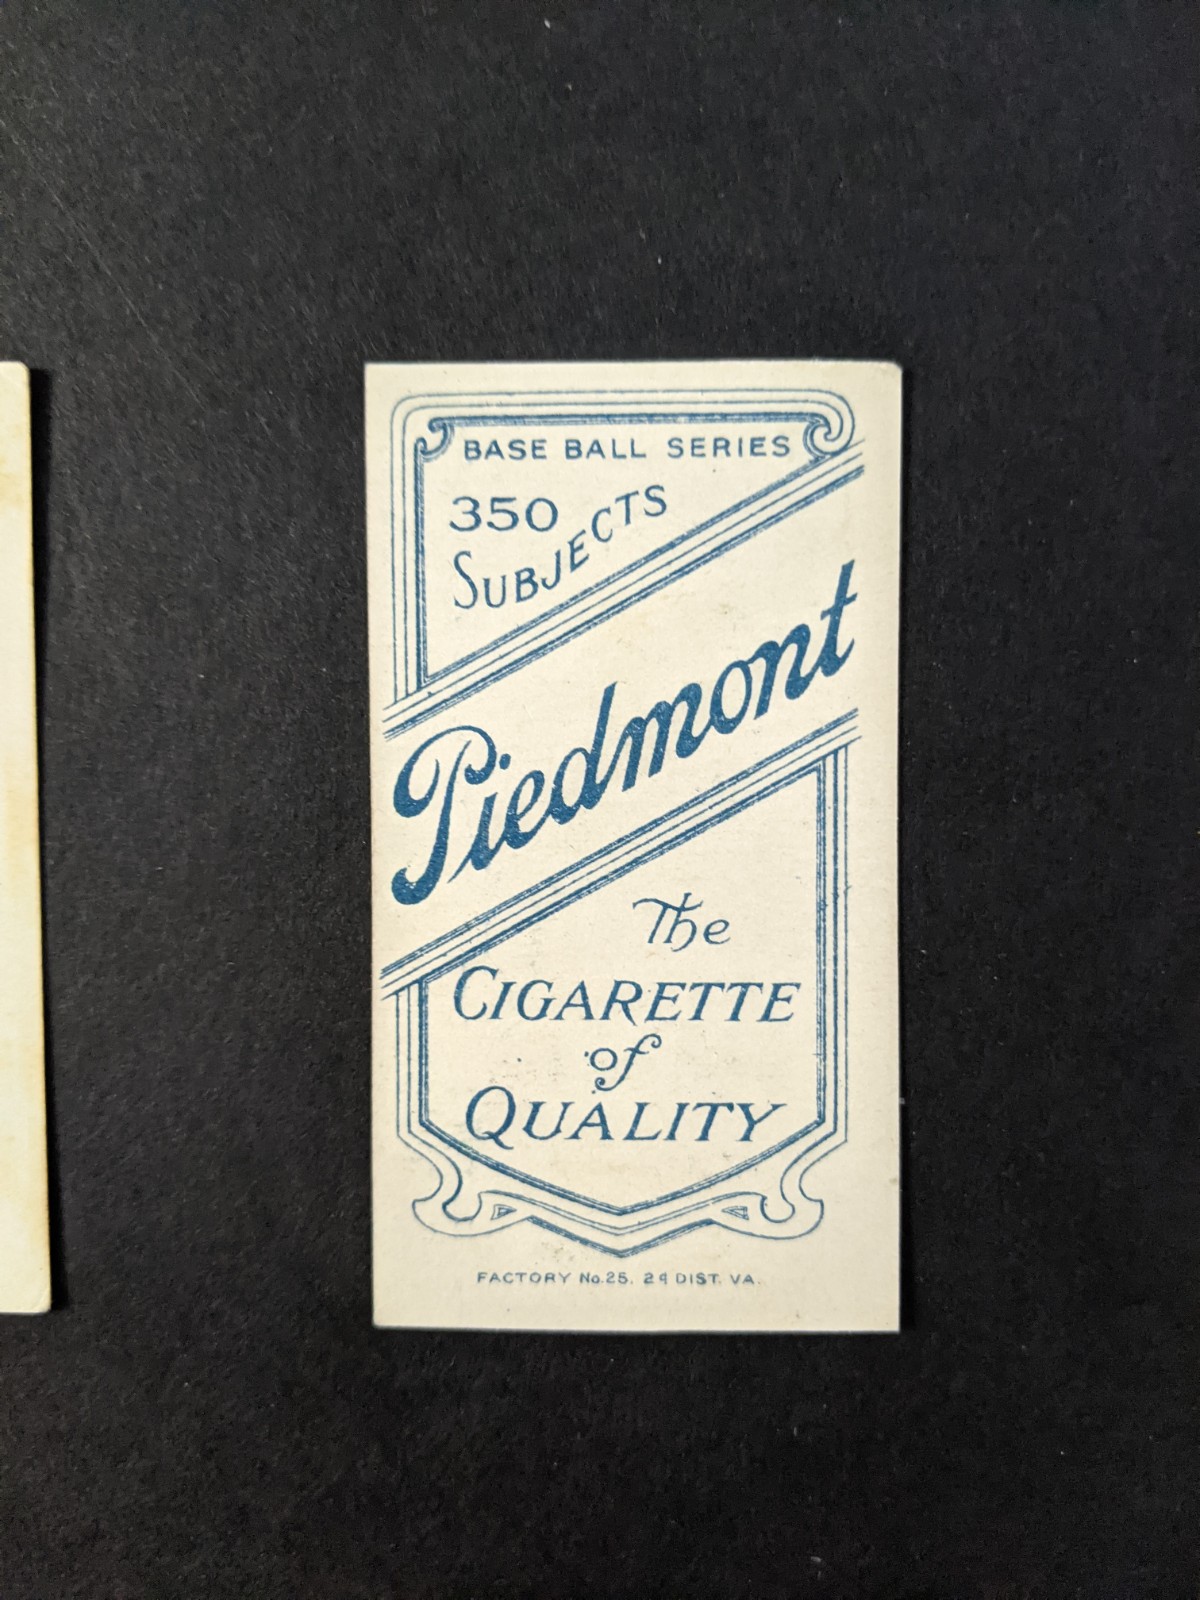 BASE BALL SERIES
350
SUBJECTS
Piedmont
The
CIGARETTE
of
QUALITY
FACTORY No. 25. 2d DIST. VA.